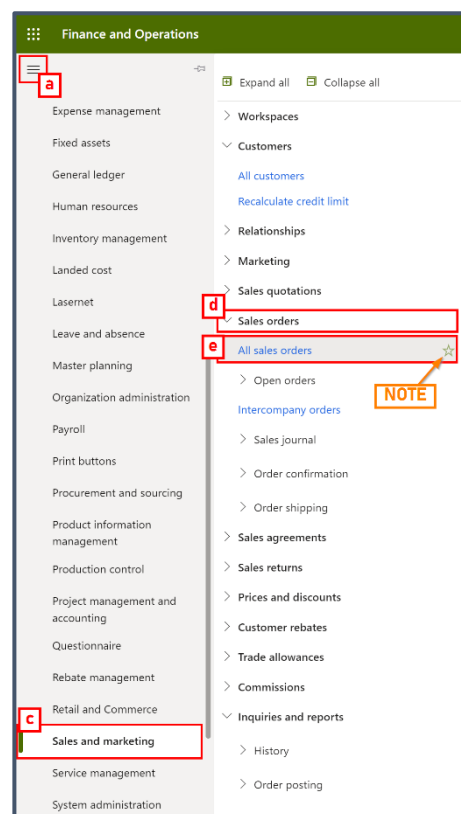 Finance and Operations
a
Expand all
Collapse all
Expense management
Fixed assets
General ledger
Human resources
Inventory management
Landed cost
Lasernet
Leave and absence
Master planning
Organization administration
Payroll
Print buttons
Procurement and sourcing
Product information
management
Production control
Project management and
accounting
Questionnaire
Rebate management
Retail and Commerce
c
Sales and marketing
Service management
System administration
Workspaces
Customers
All customers
Recalculate credit limit
Relationships
Marketing
Sales quotations
d
Sales orders
e
All sales orders
NOTE
Open orders
Intercompany orders
Sales journal
Order confirmation
Order shipping
Sales agreements
Sales returns
Prices and discounts
Customer rebates
Trade allowances
Commissions
Inquiries and reports
History
Order posting